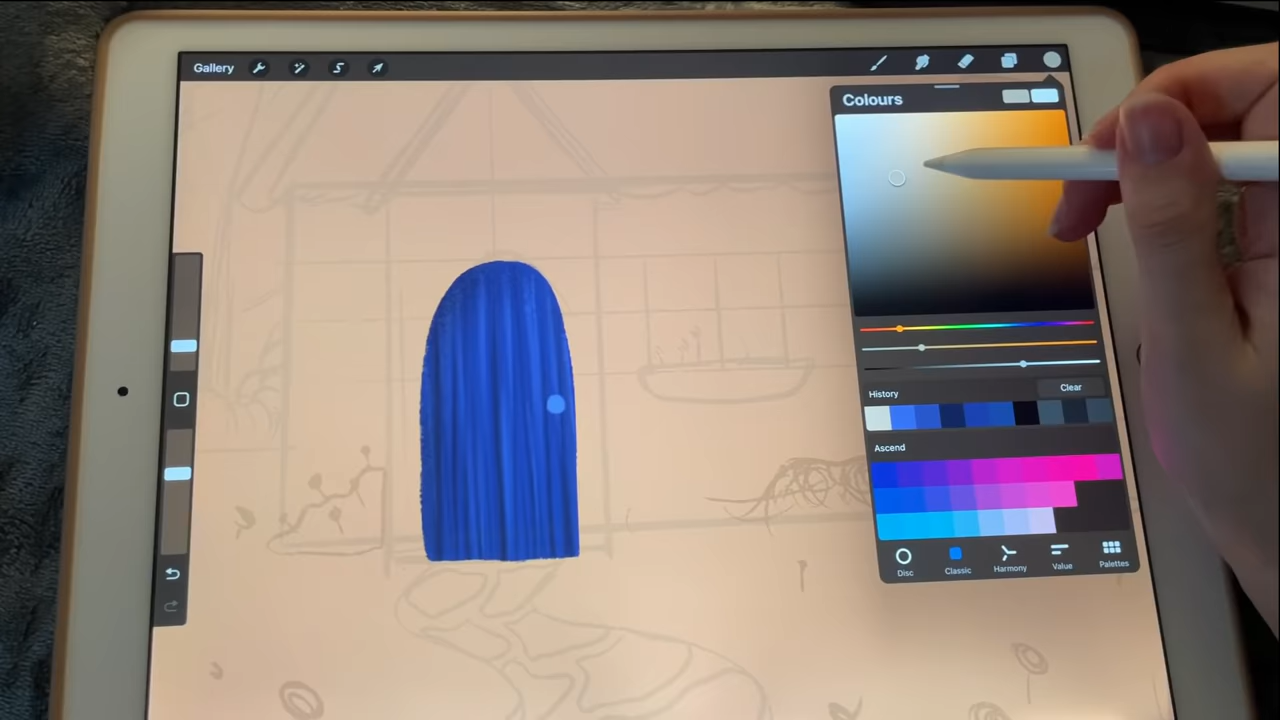 Gallery
Colours
History
Clear
Ascend
Disc
Classic
Harmony
Value
Palettes